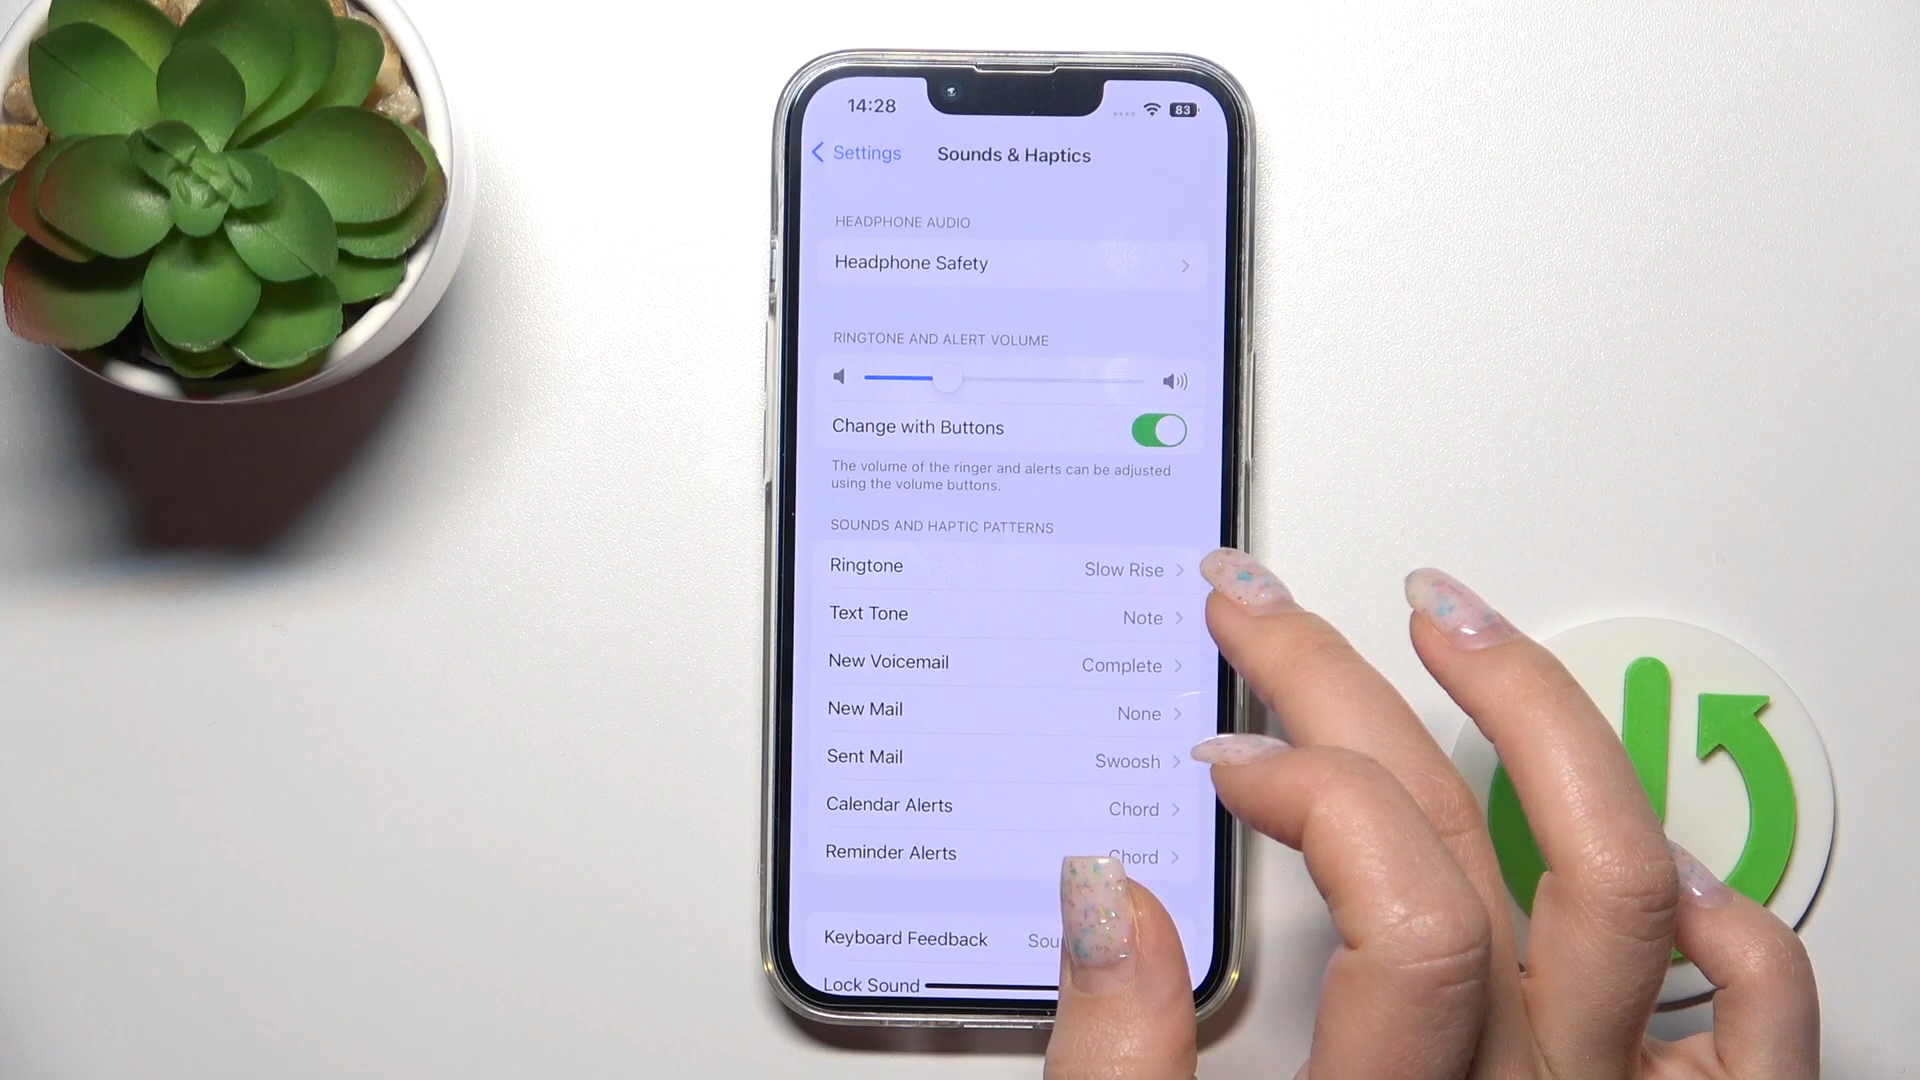 14:28
83
Settings
Sounds & Haptics
HEADPHONE AUDIO
Headphone Safety
RINGTONE AND ALERT VOLUME
Change with Buttons
The volume of the ringer and alerts can be adjusted
using the volume buttons.
SOUNDS AND HAPTIC PATTERNS
Ringtone Slow Rise
Text Tone Note
New Voicemail Complete
New Mail None
Sent Mail Swoosh
Calendar Alerts Chord
Reminder Alerts Chord
Keyboard Feedback
Lock Sound